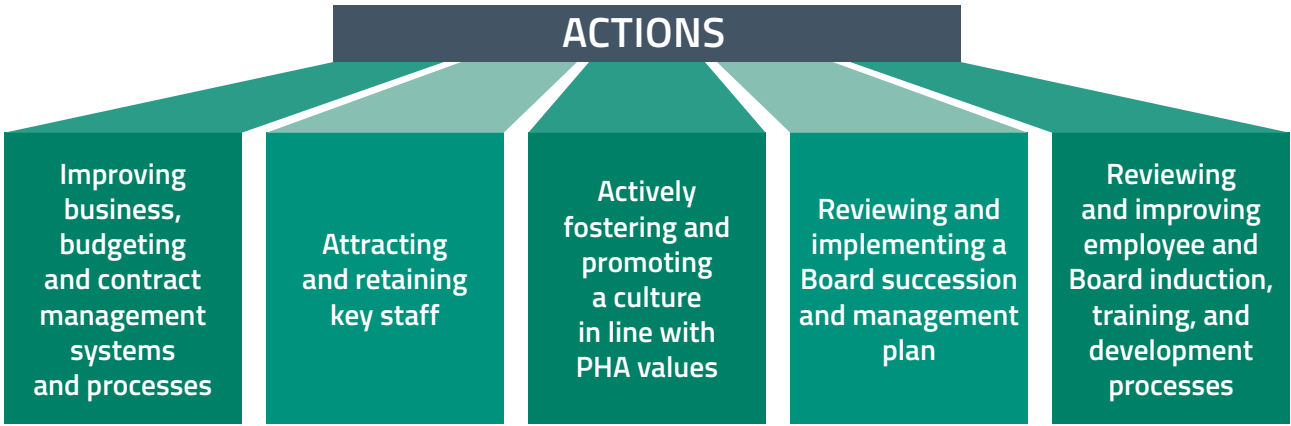 ACTIONS
Improving
business,
budgeting
and contract
management
systems
and processes
Attracting
and retaining
key staff
Actively
fostering and
promoting
a culture
in line with
PHA values
Reviewing and
implementing a
Board succession
and management
plan
Reviewing
and improving
employee and
Board induction,
training, and
development
processes